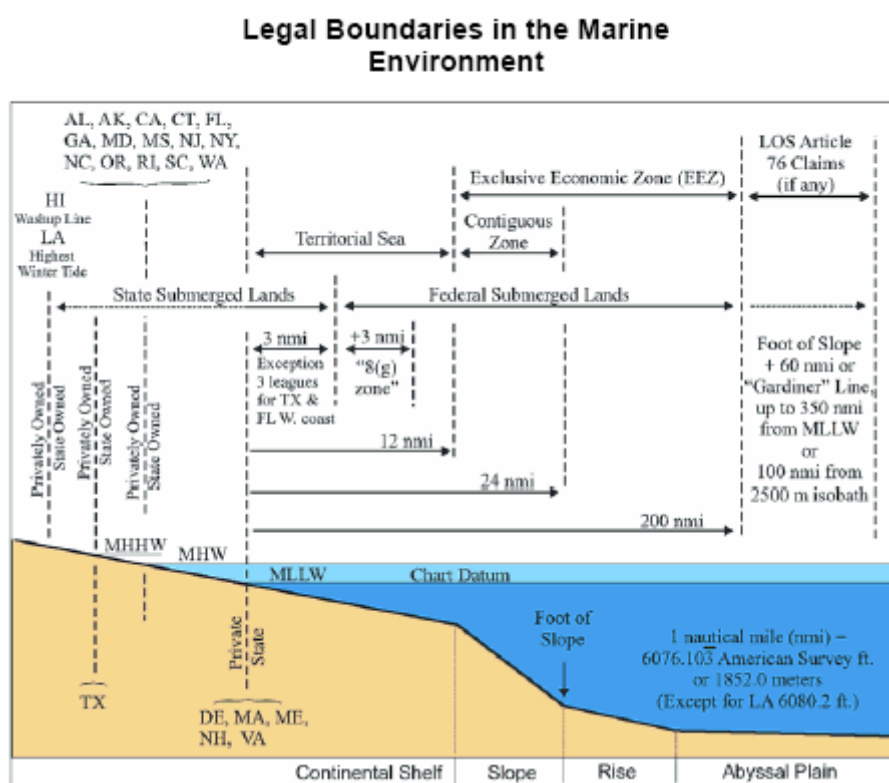 Legal Boundaries in the Marine
Environment
AL, AK, CA, CT, FL,
GA, MD, MS, NJ, NY,
NC, OR, RI, SC, WA
HI
Washup Line
LA
Highest
Winter Tide
LOS Article
76 Claims
(if any)
Exclusive Economic Zone (EEZ)
Contiguous
Zone
Territorial Sea
State Submerged Lands
Federal Submerged Lands
3 nmi
Exception
3 leagues
for TX &
FL W. coast
+3 nmi
"8(g)
zone"
Foot of Slope
+ 60 nmi or
"Gardiner" Line,
up to 350 nmi
from MLLW
or
100 nmi from
2500 m isobath
12 nmi
24 nmi
200 nmi
Privately Owned
State Owned
Privately Owned
State Owned
Privately Owned
State Owned
MHHW
MHW
MLLW
Chart Datum
Private
State
Foot of
Slope
1 nautical mile (nmi) =
6076.103̅ American Survey ft.
or 1852.0 meters
(Except for LA 6080.2 ft.)
TX
DE, MA, ME,
NH, VA
Continental Shelf
Slope
Rise
Abyssal Plain